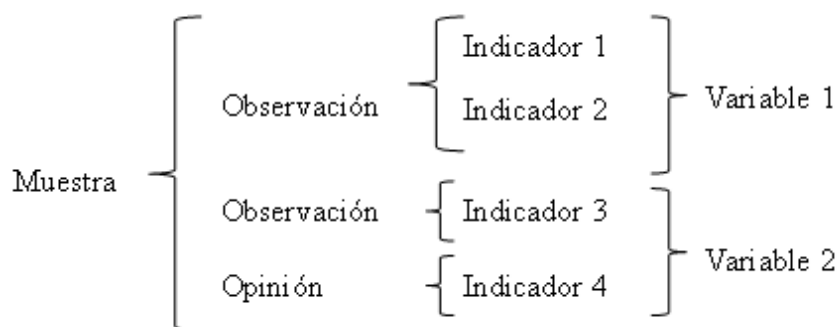 Indicador 1
Observación Indicador 2 Variable 1
Muestra
Observación Indicador 3
Variable 2
Opinión Indicador 4